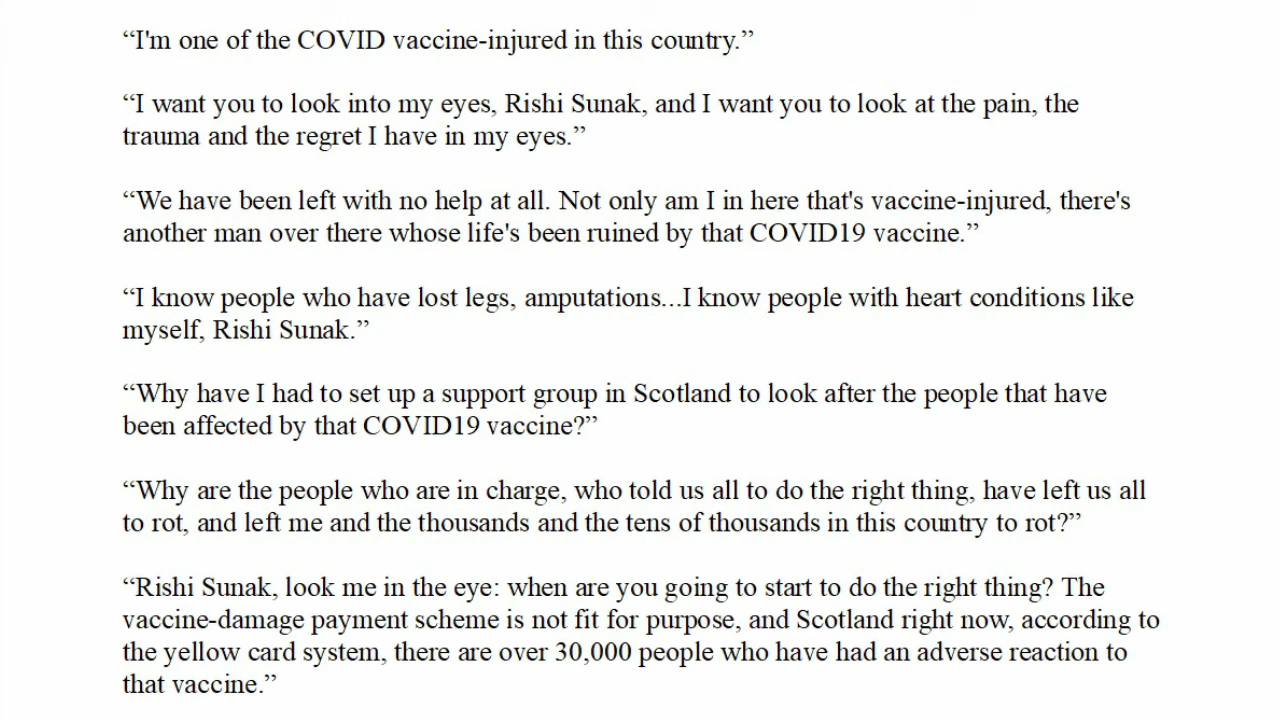 “I'm one of the COVID vaccine-injured in this country.”
“I want you to look into my eyes, Rishi Sunak, and I want you to look at the pain, the
trauma and the regret I have in my eyes.”
“We have been left with no help at all. Not only am I in here that's vaccine-injured, there's
another man over there whose life's been ruined by that COVID19 vaccine.”
“I know people who have lost legs, amputations...I know people with heart conditions like
myself, Rishi Sunak.”
“Why have I had to set up a support group in Scotland to look after the people that have
been affected by that COVID19 vaccine?”
“Why are the people who are in charge, who told us all to do the right thing, have left us all
to rot, and left me and the thousands and the tens of thousands in this country to rot?”
“Rishi Sunak, look me in the eye: when are you going to start to do the right thing? The
vaccine-damage payment scheme is not fit for purpose, and Scotland right now, according to
the yellow card system, there are over 30,000 people who have had an adverse reaction to
that vaccine.”